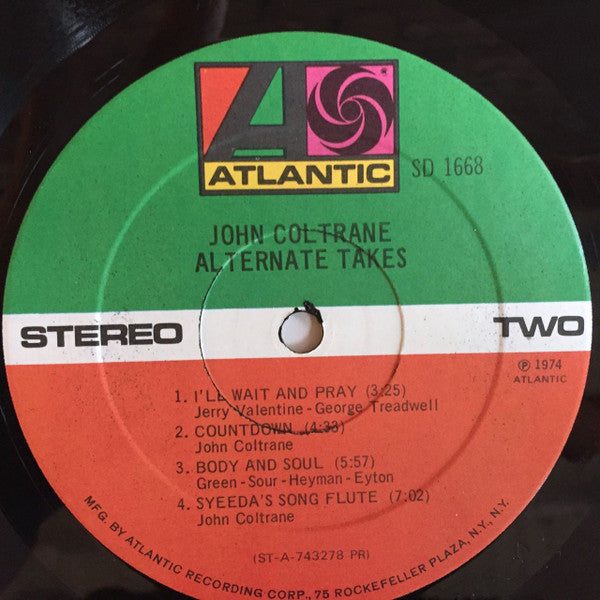 ®
ATLANTIC
SD 1668
JOHN COLTRANE
ALTERNATE TAKES
STEREO
TWO
℗ 1974
ATLANTIC
1. I'LL WAIT AND PRAY (3:25)
Jerry Valentine - George Treadwell
2. COUNTDOWN (4:33)
John Coltrane
3. BODY AND SOUL (5:57)
Green - Sour - Heyman - Eyton
4. SYEEDA'S SONG FLUTE (7:02)
John Coltrane
(ST-A-743278 PR)
MFG. BY ATLANTIC RECORDING CORP., 75 ROCKEFELLER PLAZA, N.Y., N.Y.